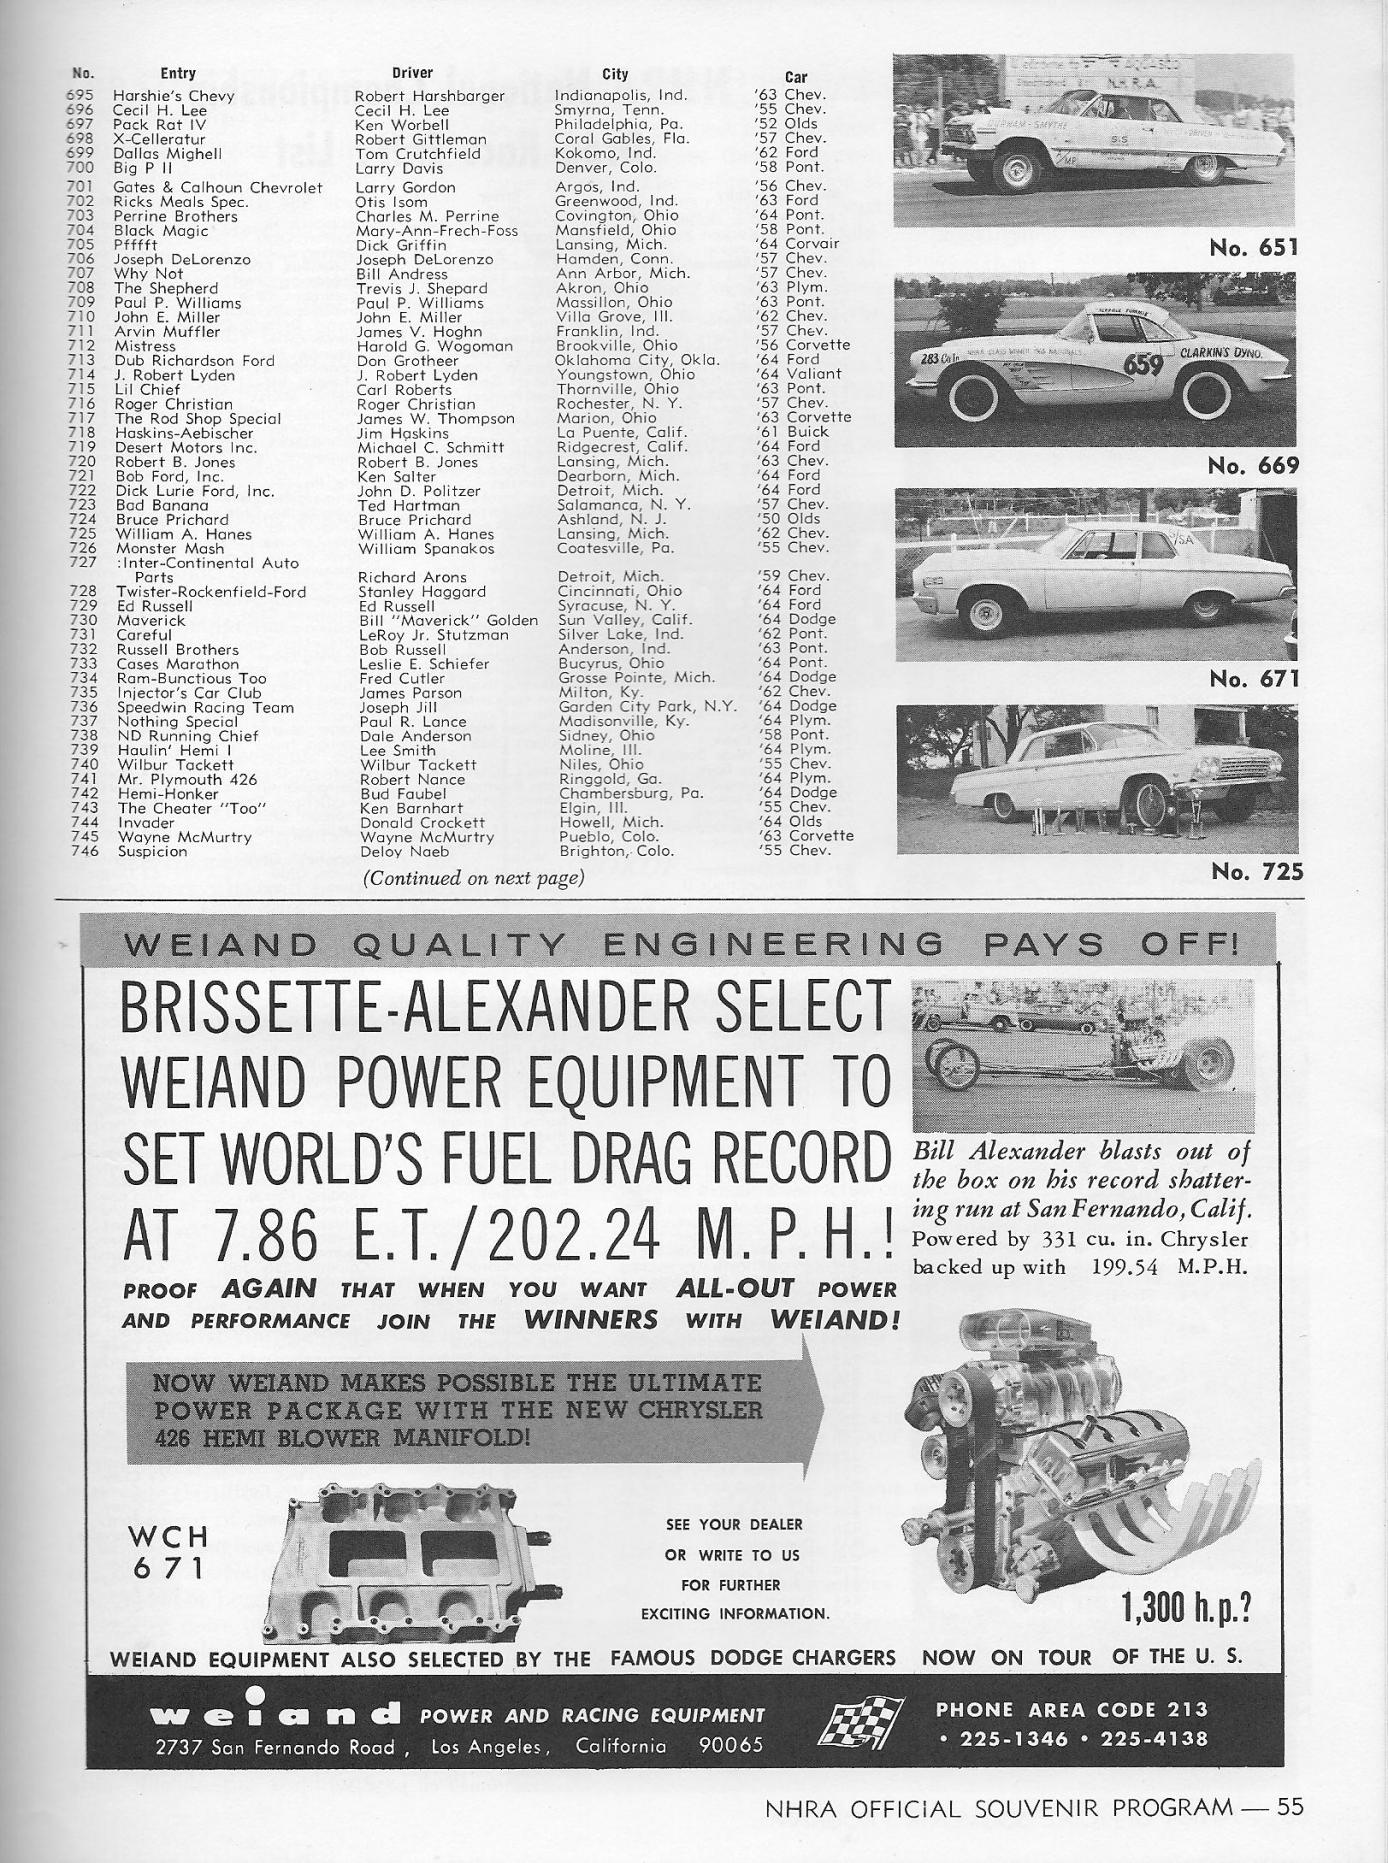 No. Entry Driver City Car
695 Harshie's Chevy Robert Harshbarger Indianapolis, Ind. '63 Chev.
696 Cecil H. Lee Cecil H. Lee Smyrna, Tenn. '55 Chev.
697 Pack Rat IV Ken Worbell Philadelphia, Pa. '52 Olds
698 X-Celleratur Robert Gittleman Coral Gables, Fla. '57 Chev.
699 Dallas Mighell Tom Crutchfield Kokomo, Ind. '62 Ford
700 Big P II Larry Davis Denver, Colo. '58 Pont.
701 Gates & Calhoun Chevrolet Larry Gordon Argos, Ind. '56 Chev.
702 Ricks Meals Spec. Otis Isom Greenwood, Ind. '63 Ford
703 Perrine Brothers Charles M. Perrine Covington, Ohio '64 Pont.
704 Black Magic Mary-Ann-Frech-Foss Mansfield, Ohio '58 Pont.
705 Pfffft Dick Griffin Lansing, Mich. '64 Corvair
706 Joseph DeLorenzo Joseph DeLorenzo Hamden, Conn. '57 Chev.
707 Why Not Bill Andress Ann Arbor, Mich. '57 Chev.
708 The Shepherd Trevis J. Shepard Akron, Ohio '63 Plym.
709 Paul P. Williams Paul P. Williams Massillon, Ohio '63 Pont.
710 John E. Miller John E. Miller Villa Grove, Ill. '62 Chev.
711 Arvin Muffler James V. Hoghn Franklin, Ind. '57 Chev.
712 Mistress Harold G. Wogoman Brookville, Ohio '56 Corvette
713 Dub Richardson Ford Don Grotheer Oklahoma City, Okla. '64 Ford
714 J. Robert Lyden J. Robert Lyden Youngstown, Ohio '64 Valiant
715 Lil Chief Carl Roberts Thornville, Ohio '63 Pont.
716 Roger Christian Roger Christian Rochester, N. Y. '57 Chev.
717 The Rod Shop Special James W. Thompson Marion, Ohio '63 Corvette
718 Haskins-Aebischer Jim Haskins La Puente, Calif. '61 Buick
719 Desert Motors Inc. Michael C. Schmitt Ridgecrest, Calif. '64 Ford
720 Robert B. Jones Robert B. Jones Lansing, Mich. '63 Chev.
721 Bob Ford, Inc. Ken Salter Dearborn, Mich. '64 Ford
722 Dick Lurie Ford, Inc. John D. Politzer Detroit, Mich. '64 Ford
723 Bad Banana Ted Hartman Salamanca, N. Y. '57 Chev.
724 Bruce Prichard Bruce Prichard Ashland, N. J. '50 Olds
725 William A. Hanes William A. Hanes Lansing, Mich. '62 Chev.
726 Monster Mash William Spanakos Coatesville, Pa. '55 Chev.
727 :Inter-Continental Auto
Parts Richard Arons Detroit, Mich. '59 Chev.
728 Twister-Rockenfield-Ford Stanley Haggard Cincinnati, Ohio '64 Ford
729 Ed Russell Ed Russell Syracuse, N. Y. '64 Ford
730 Maverick Bill "Maverick" Golden Sun Valley, Calif. '64 Dodge
731 Careful LeRoy Jr. Stutzman Silver Lake, Ind. '62 Pont.
732 Russell Brothers Bob Russell Anderson, Ind. '63 Pont.
733 Cases Marathon Leslie E. Schiefer Bucyrus, Ohio '64 Pont.
734 Ram-Bunctious Too Fred Cutler Grosse Pointe, Mich. '64 Dodge
735 Injector's Car Club James Parson Milton, Ky. '62 Chev.
736 Speedwin Racing Team Joseph Jill Garden City Park, N.Y. '64 Dodge
737 Nothing Special Paul R. Lance Madisonville, Ky. '64 Plym.
738 ND Running Chief Dale Anderson Sidney, Ohio '58 Pont.
739 Haulin' Hemi I Lee Smith Moline, Ill. '64 Plym.
740 Wilbur Tackett Wilbur Tackett Niles, Ohio '55 Chev.
741 Mr. Plymouth 426 Robert Nance Ringgold, Ga. '64 Plym.
742 Hemi-Honker Bud Faubel Chambersburg, Pa. '64 Dodge
743 The Cheater "Too" Ken Barnhart Elgin, Ill. '55 Chev.
744 Invader Donald Crockett Howell, Mich. '64 Olds
745 Wayne McMurtry Wayne McMurtry Pueblo, Colo. '63 Corvette
746 Suspicion Deloy Naeb Brighton, Colo. '55 Chev.
(Continued on next page)
N.H.R.A.
S/S
No. 651
283 Cu In
659
CLARKIN'S DYNO.
No. 669
/SA
No. 671
No. 725
WEIAND QUALITY ENGINEERING PAYS OFF!
BRISSETTE-ALEXANDER SELECT
WEIAND POWER EQUIPMENT TO
SET WORLD'S FUEL DRAG RECORD
AT 7.86 E.T./202.24 M.P.H.!
PROOF AGAIN THAT WHEN YOU WANT ALL-OUT POWER
AND PERFORMANCE JOIN THE WINNERS WITH WEIAND!
Bill Alexander blasts out of
the box on his record shatter-
ing run at San Fernando, Calif.
Powered by 331 cu. in. Chrysler
backed up with 199.54 M.P.H.
NOW WEIAND MAKES POSSIBLE THE ULTIMATE
POWER PACKAGE WITH THE NEW CHRYSLER
426 HEMI BLOWER MANIFOLD!
WCH
671
SEE YOUR DEALER
OR WRITE TO US
FOR FURTHER
EXCITING INFORMATION.
1,300 h.p.?
WEIAND EQUIPMENT ALSO SELECTED BY THE FAMOUS DODGE CHARGERS NOW ON TOUR OF THE U. S.
weiand POWER AND RACING EQUIPMENT
2737 San Fernando Road, Los Angeles, California 90065
PHONE AREA CODE 213
• 225-1346 • 225-4138
NHRA OFFICIAL SOUVENIR PROGRAM — 55